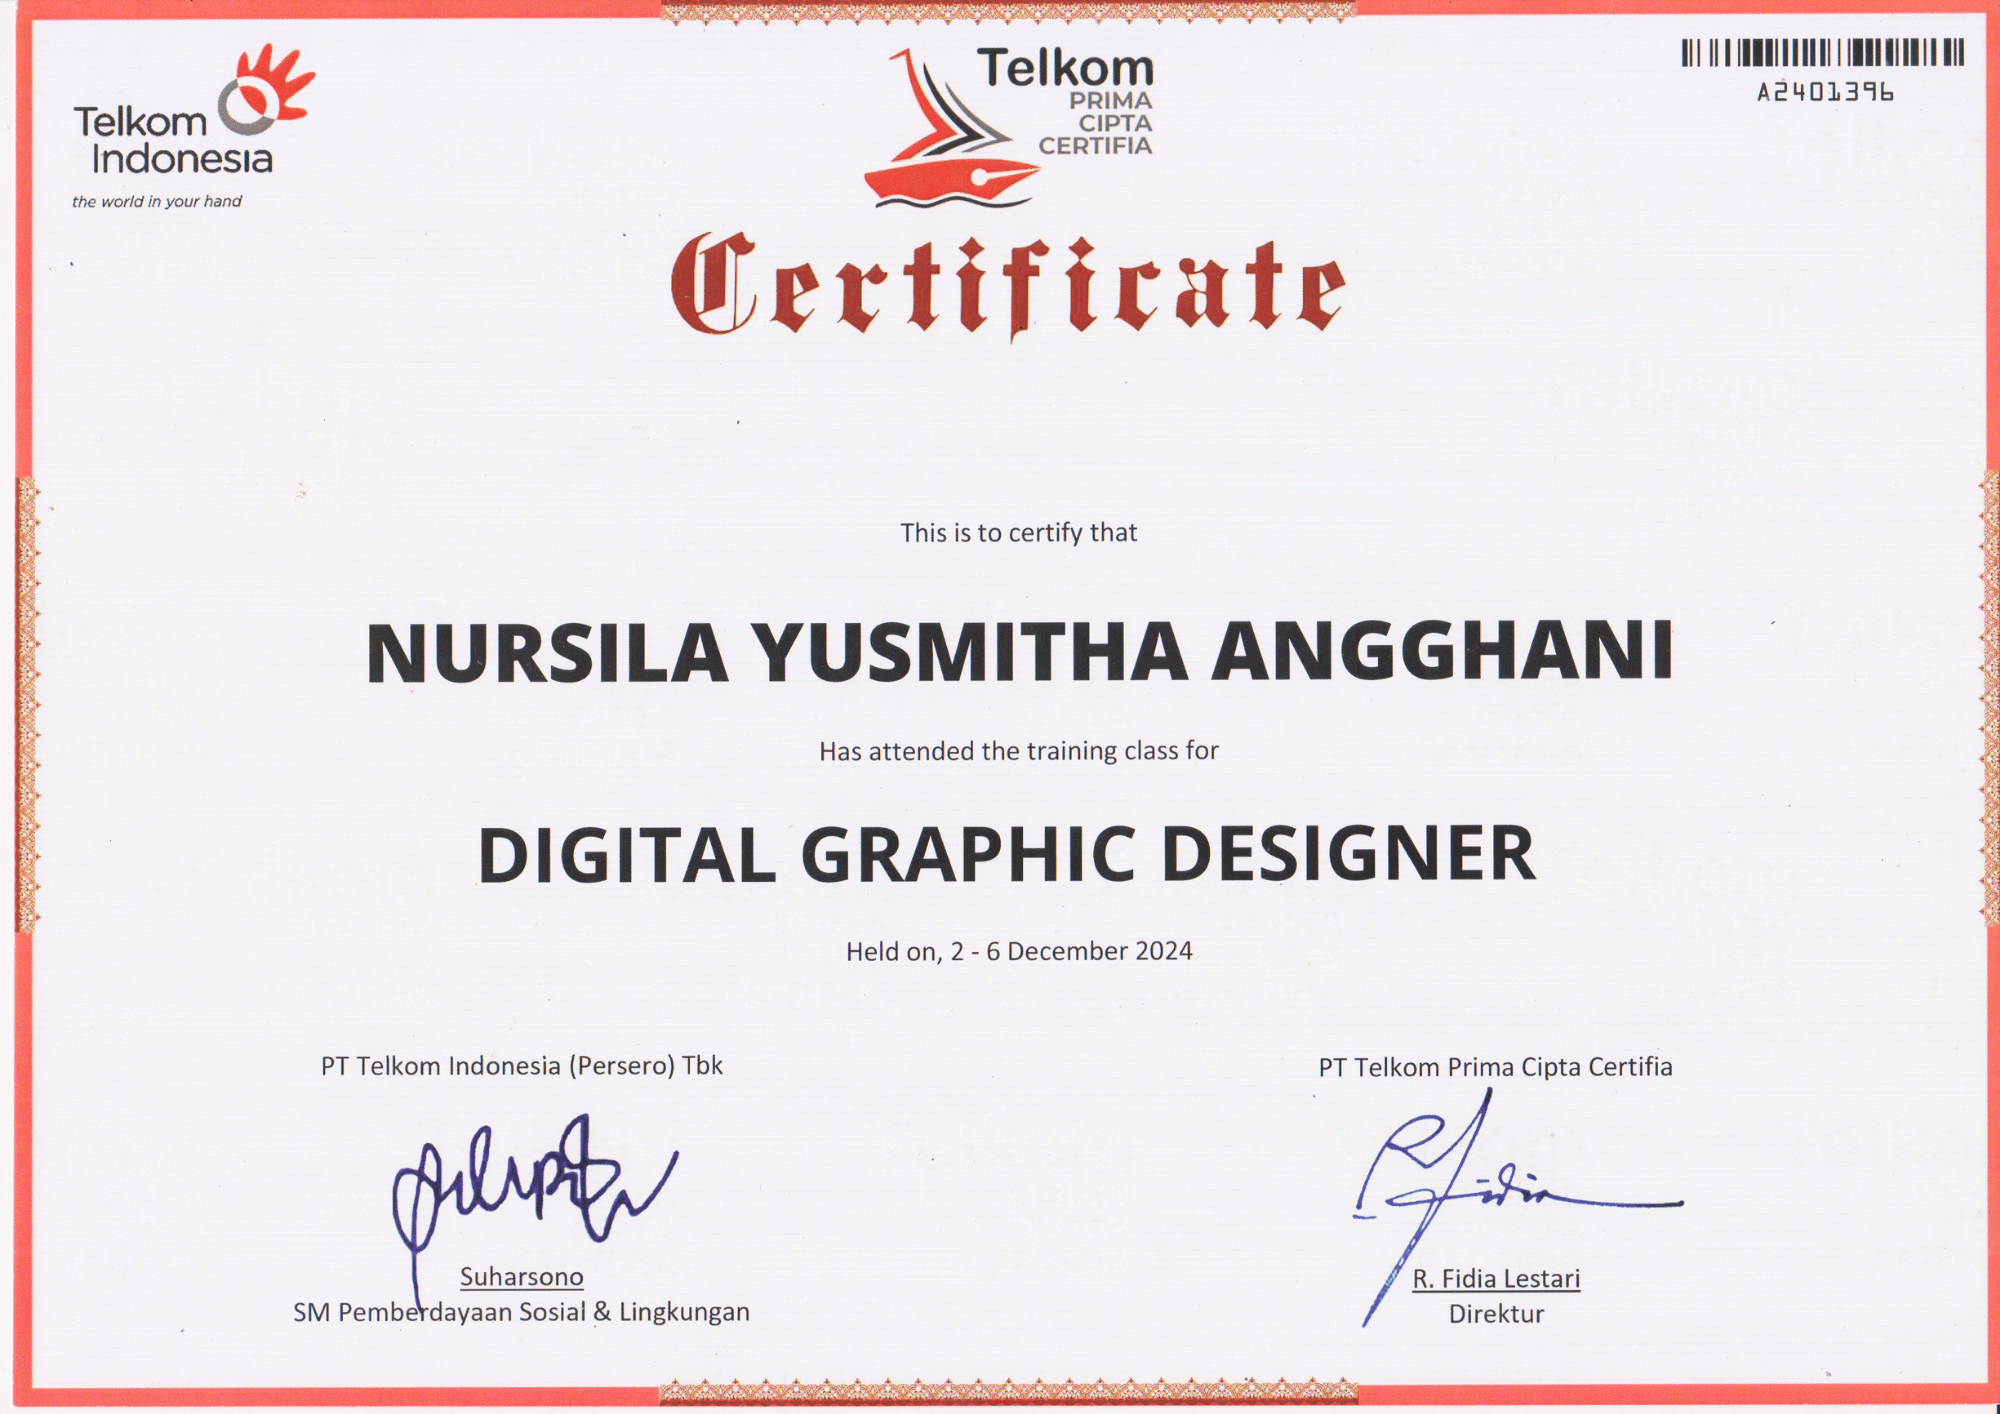 Telkom
Indonesia
the world in your hand
Telkom
PRIMA
CIPTA
CERTIFIA
A2401396
Certificate
This is to certify that
NURSILA YUSMITHA ANGGHANI
Has attended the training class for
DIGITAL GRAPHIC DESIGNER
Held on, 2 - 6 December 2024
PT Telkom Indonesia (Persero) Tbk
Suharsono
SM Pemberdayaan Sosial & Lingkungan
PT Telkom Prima Cipta Certifia
R. Fidia Lestari
Direktur